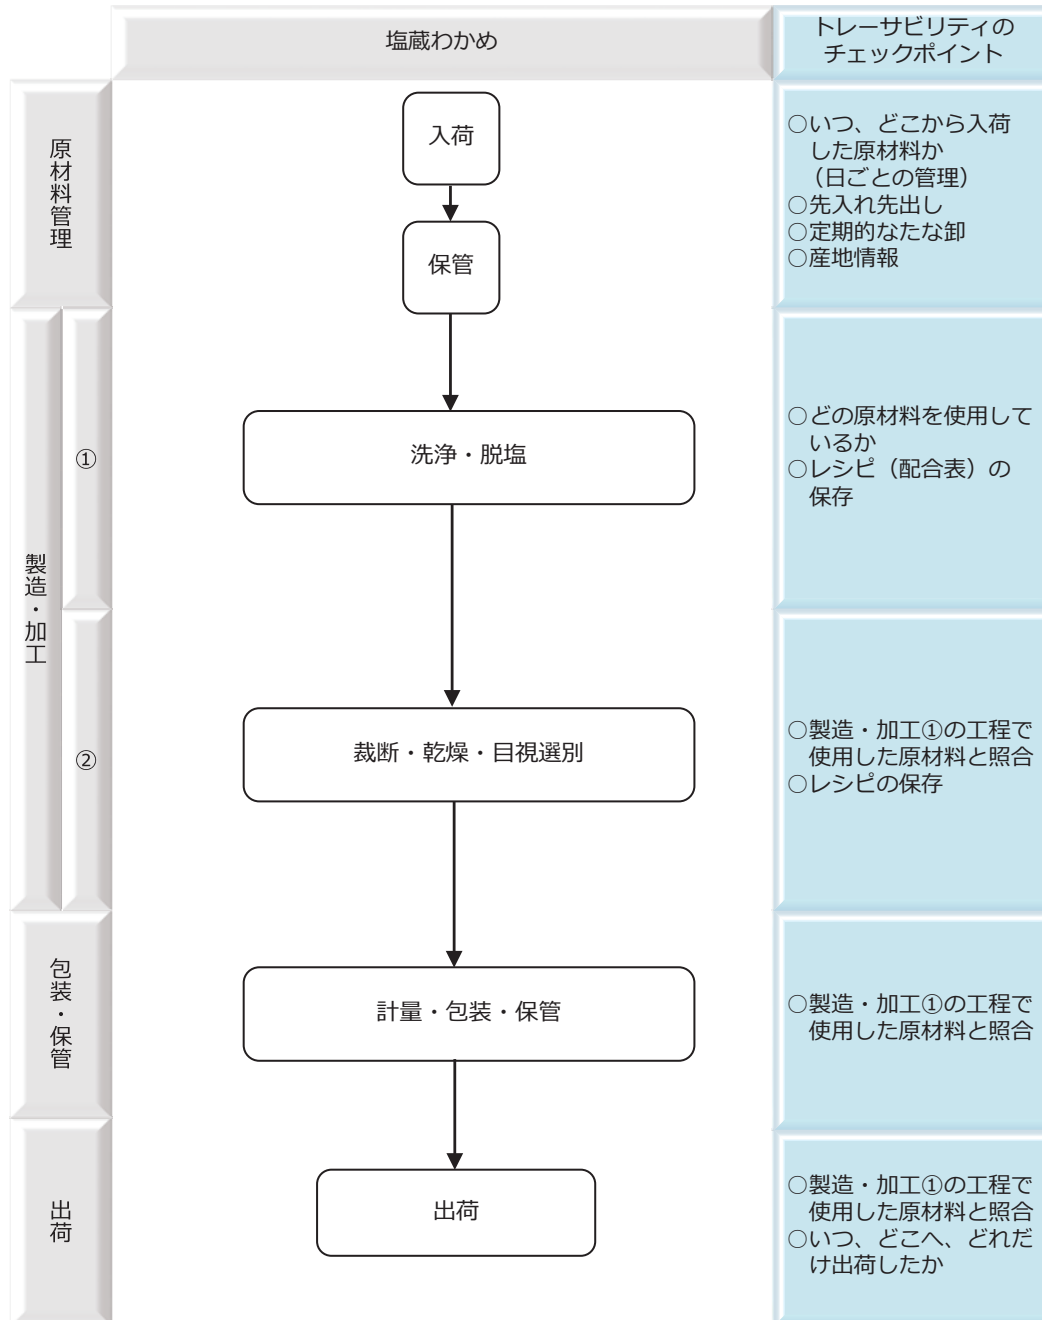 塩蔵わかめ
トレーサビリティの
チェックポイント
原材料管理
入荷
保管
○いつ、どこから入荷
した原材料か
（日ごとの管理）
○先入れ先出し
○定期的なたな卸
○産地情報
製造・加工
①
洗浄・脱塩
○どの原材料を使用して
いるか
○レシピ（配合表）の
保存
②
裁断・乾燥・目視選別
○製造・加工①の工程で
使用した原材料と照合
○レシピの保存
包装・保管
計量・包装・保管
○製造・加工①の工程で
使用した原材料と照合
出荷
出荷
○製造・加工①の工程で
使用した原材料と照合
○いつ、どこへ、どれだ
け出荷したか